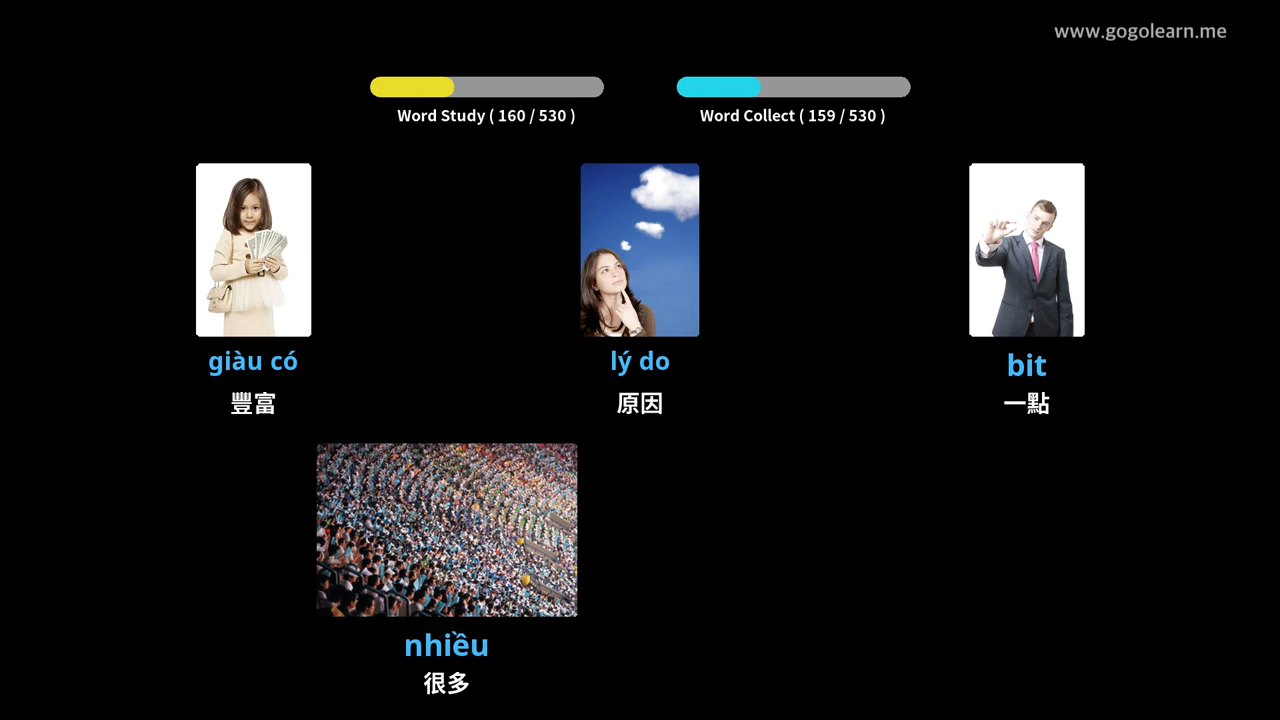 www.gogolearn.me
Word Study ( 160 / 530 )
Word Collect ( 159 / 530 )
giàu có
豐富
lý do
原因
bit
一點
nhiều
很多